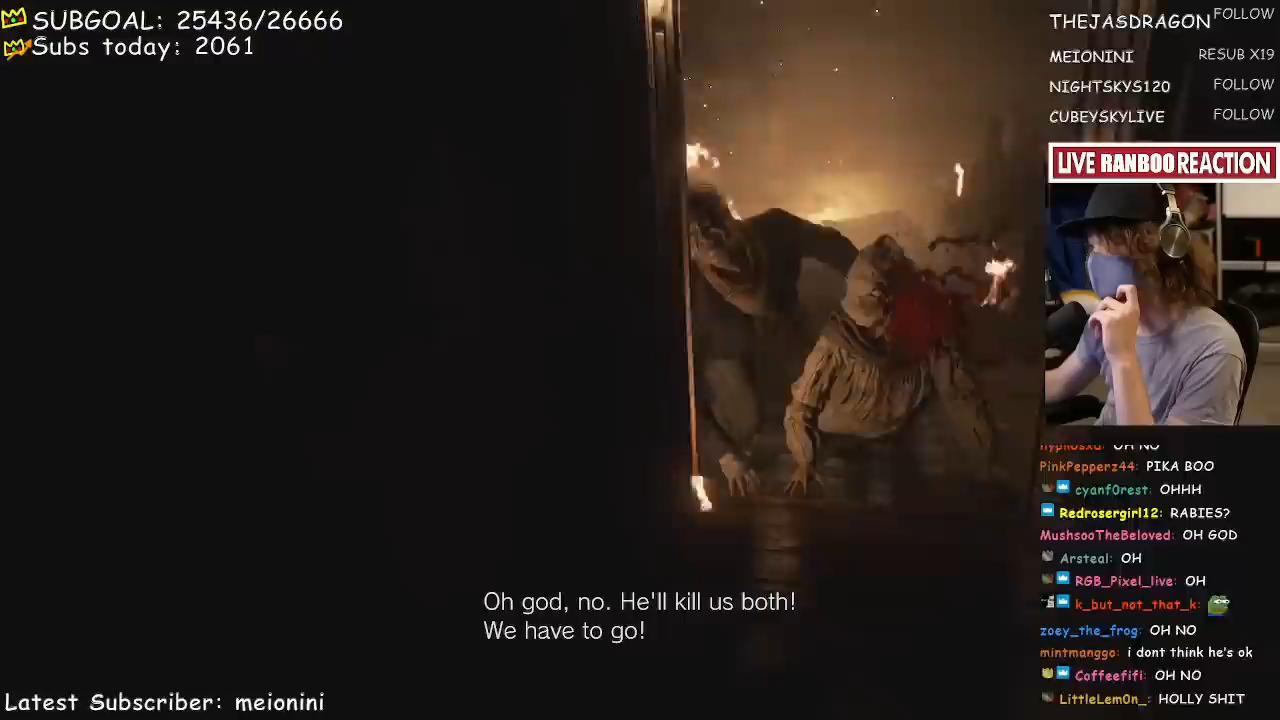 SUBGOAL: 25436/26666
Subs today: 2061
THEJASDRAGON FOLLOW
MEIONINI RESUB X19
NIGHTSKYS120 FOLLOW
CUBEYSKYLIVE FOLLOW
LIVE RANBOO REACTION
OH NO
PinkPepperz44: PIKA BOO
cyanf0rest: OHHH
Redrosergirl12: RABIES?
MushsooTheBeloved: OH GOD
Arsteal: OH
RGB_Pixel_live: OH
k_but_not_that_k:
zoey_the_frog: OH NO
mintmanggo: i dont think he's ok
Coffeefifi: OH NO
LittleLem0n_: HOLLY SHIT
Oh god, no. He'll kill us both!
We have to go!
Latest Subscriber: meionini